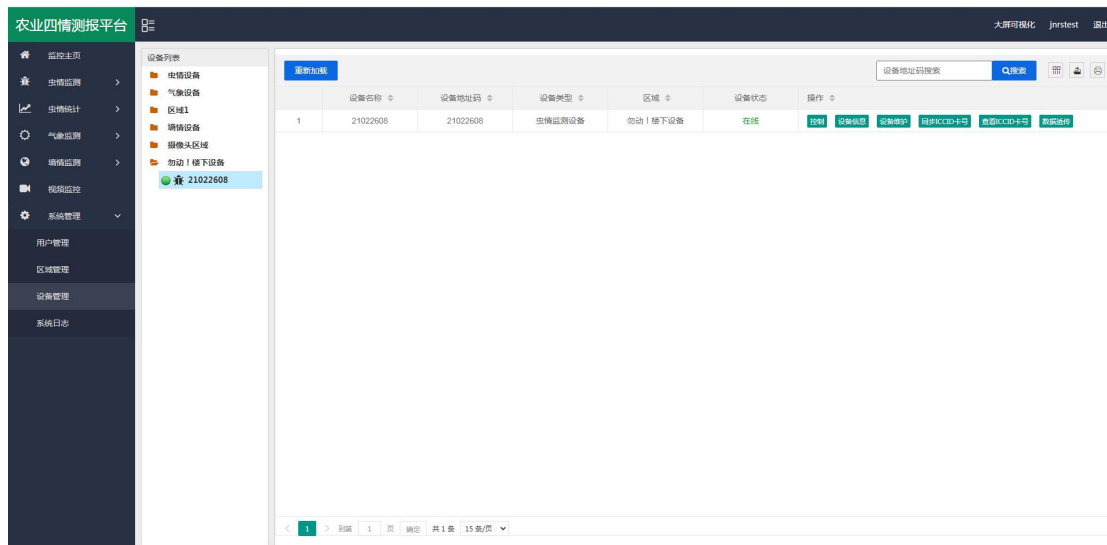 农业四情测报平台
大屏可视化 jnrstest 退出
监控主页
虫情监测
虫情统计
气象监测
墒情监测
视频监控
系统管理
用户管理
区域管理
设备管理
系统日志
设备列表
虫情设备
气象设备
区域1
墒情设备
摄像头区域
勿动！楼下设备
21022608
重新加载 设备地址码搜索 搜索
设备名称 设备地址码 设备类型 区域 设备状态 操作
1 21022608 21022608 虫情监测设备 勿动！楼下设备 在线 控制 设备信息 设备维护 同步ICCID卡号 查看ICCID卡号 数据返传
1 到第 1 页 确定 共1条 15条/页